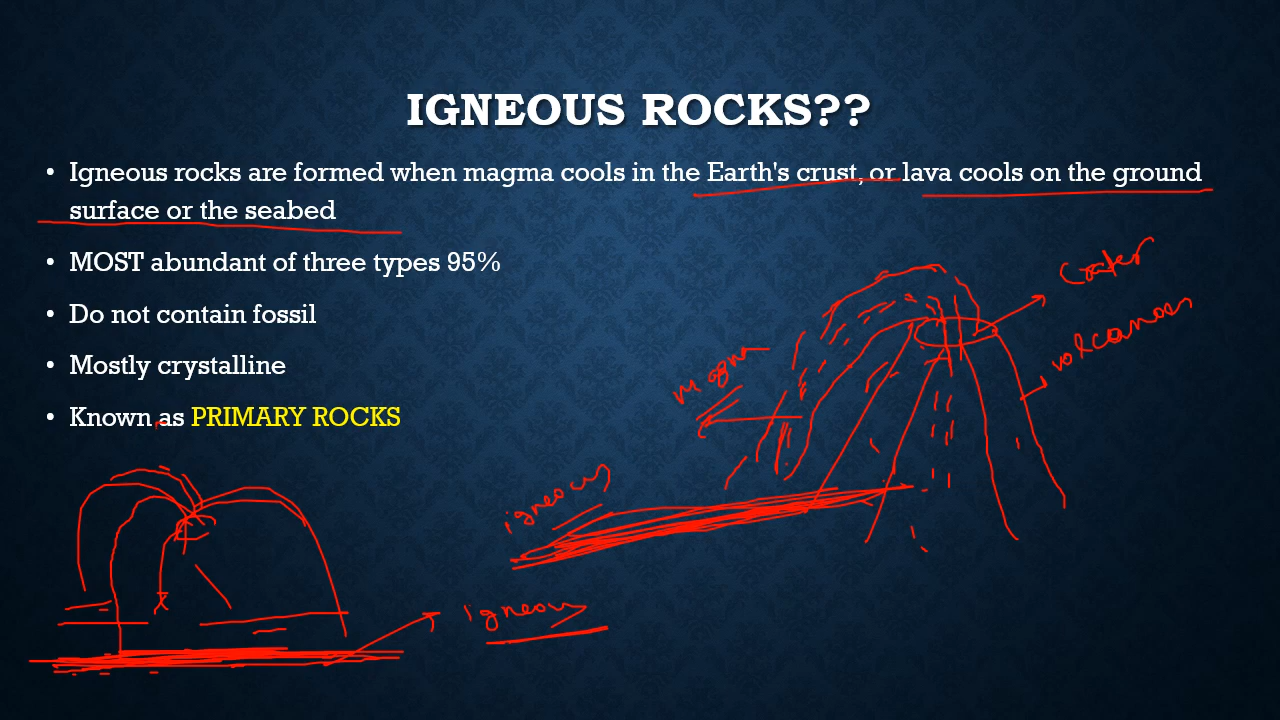 IGNEOUS ROCKS??
• Igneous rocks are formed when magma cools in the Earth's crust, or lava cools on the ground
surface or the seabed
• MOST abundant of three types 95%
• Do not contain fossil
• Mostly crystalline
• Known as PRIMARY ROCKS
Crater
volcanoes
magma
igneous
igneous